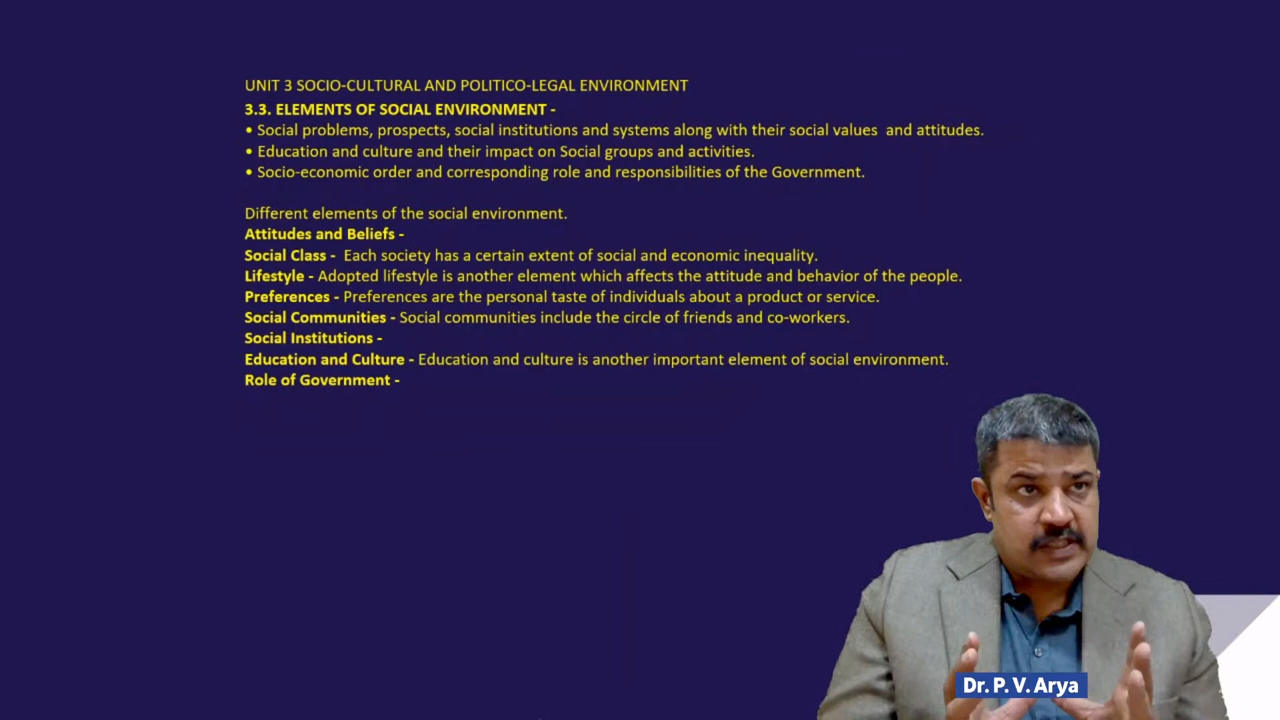 UNIT 3 SOCIO-CULTURAL AND POLITICO-LEGAL ENVIRONMENT
3.3. ELEMENTS OF SOCIAL ENVIRONMENT -
• Social problems, prospects, social institutions and systems along with their social values and attitudes.
• Education and culture and their impact on Social groups and activities.
• Socio-economic order and corresponding role and responsibilities of the Government.
Different elements of the social environment.
Attitudes and Beliefs -
Social Class - Each society has a certain extent of social and economic inequality.
Lifestyle - Adopted lifestyle is another element which affects the attitude and behavior of the people.
Preferences - Preferences are the personal taste of individuals about a product or service.
Social Communities - Social communities include the circle of friends and co-workers.
Social Institutions -
Education and Culture - Education and culture is another important element of social environment.
Role of Government -
Dr. P. V. Arya